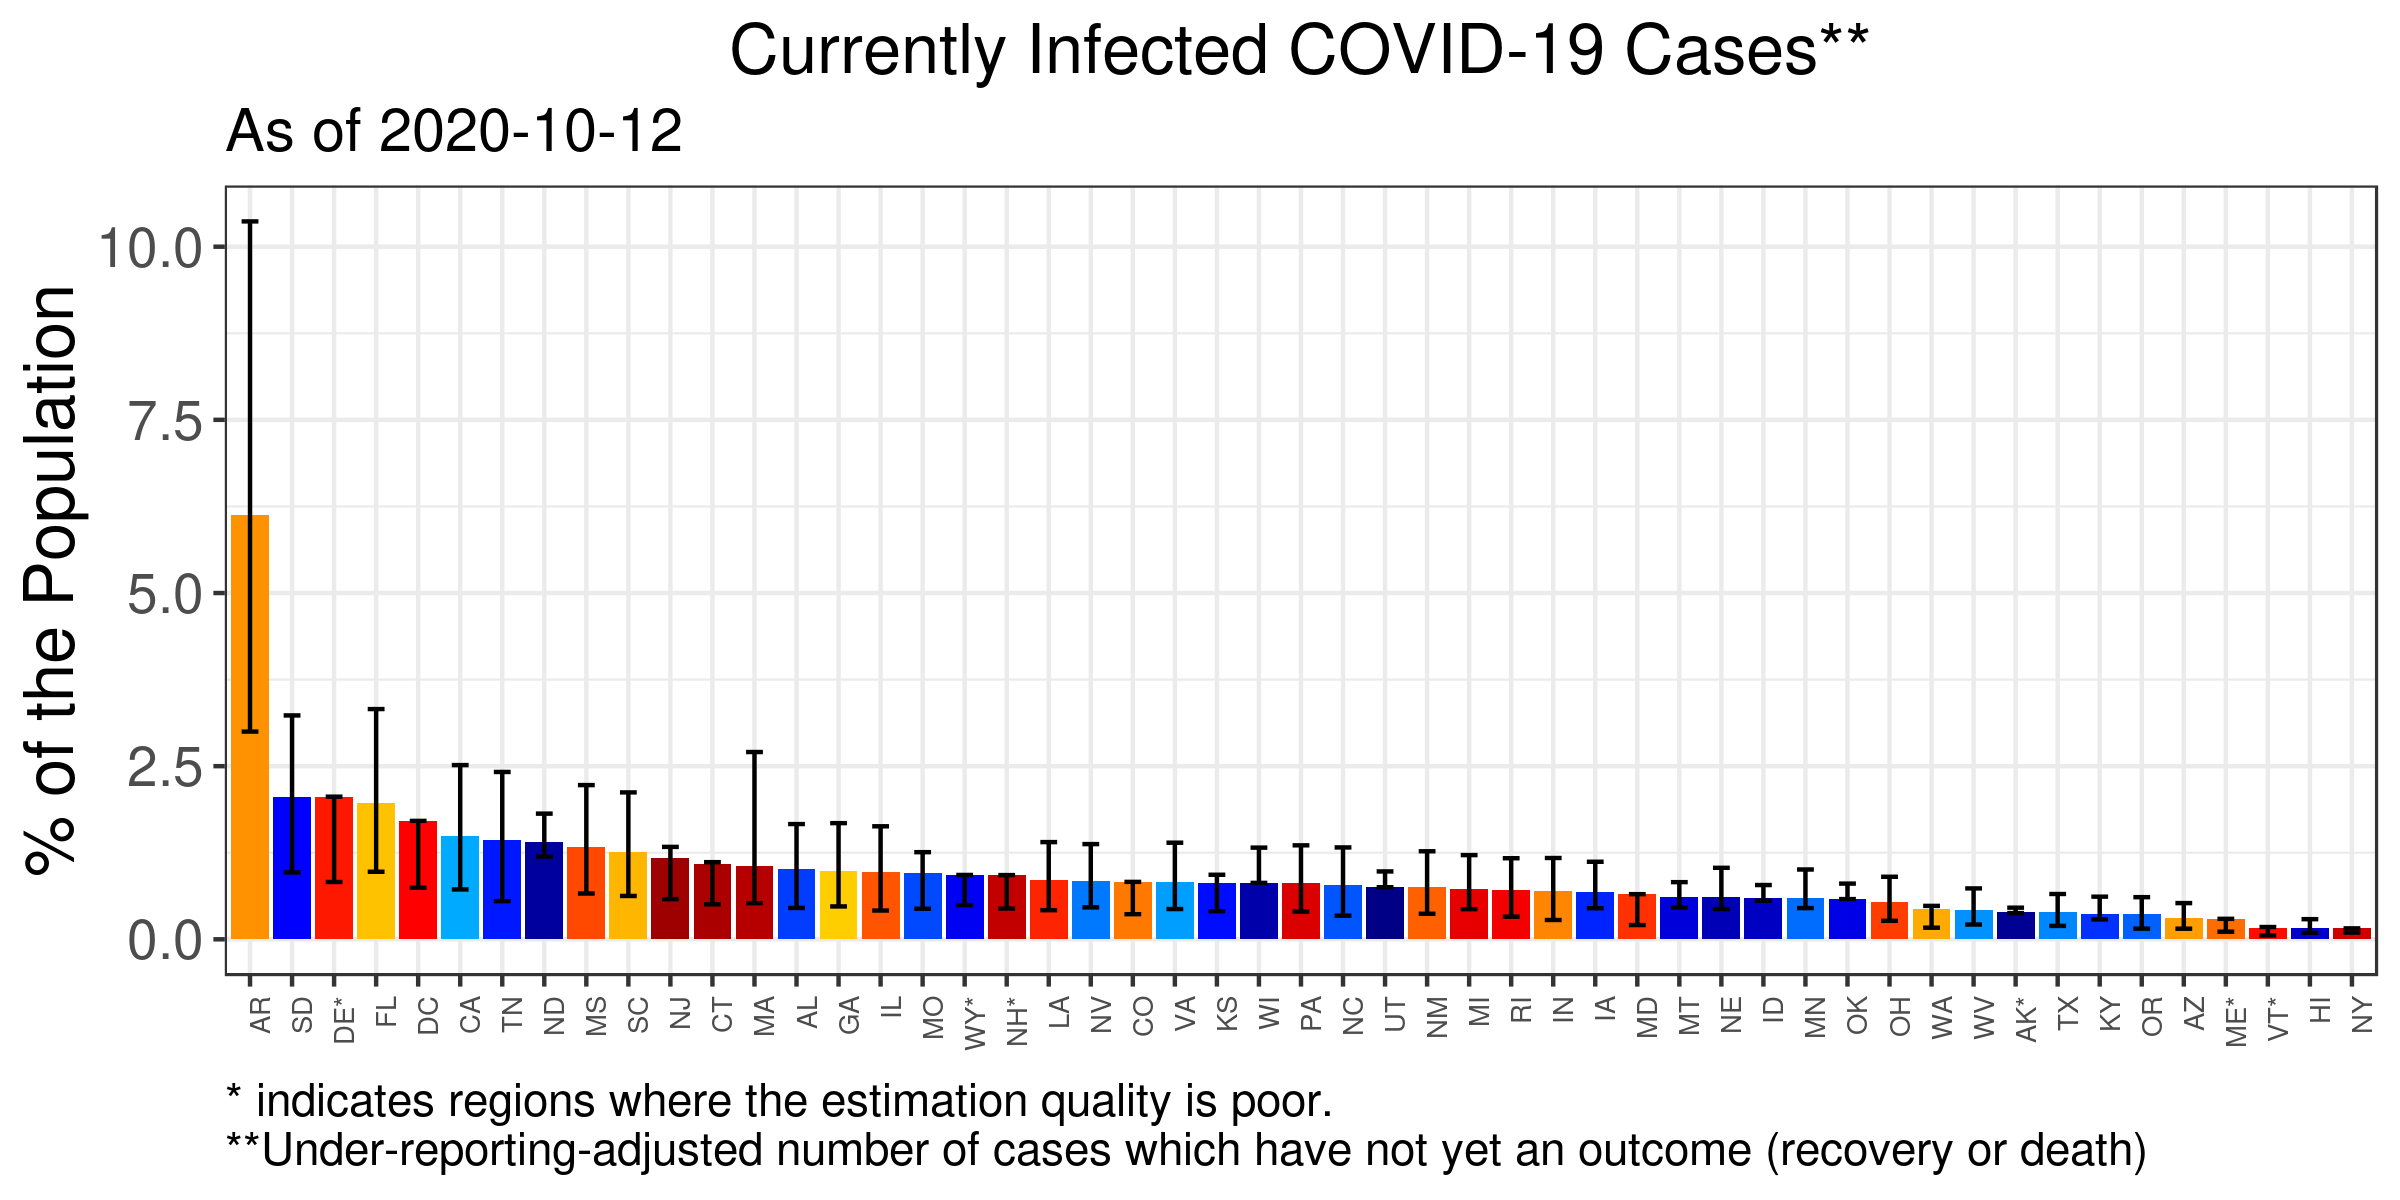 Currently Infected COVID-19 Cases**
As of 2020-10-12
% of the Population
10.0
7.5
5.0
2.5
0.0
AR SD DE* FL DC CA TN ND MS SC NJ CT MA AL GA IL MO WY* NH* LA NV CO VA KS WI PA NC UT NM MI RI IN IA MD MT NE ID MN OK OH WA WV AK* TX KY OR AZ ME* VT* HI NY
* indicates regions where the estimation quality is poor.
**Under-reporting-adjusted number of cases which have not yet an outcome (recovery or death)